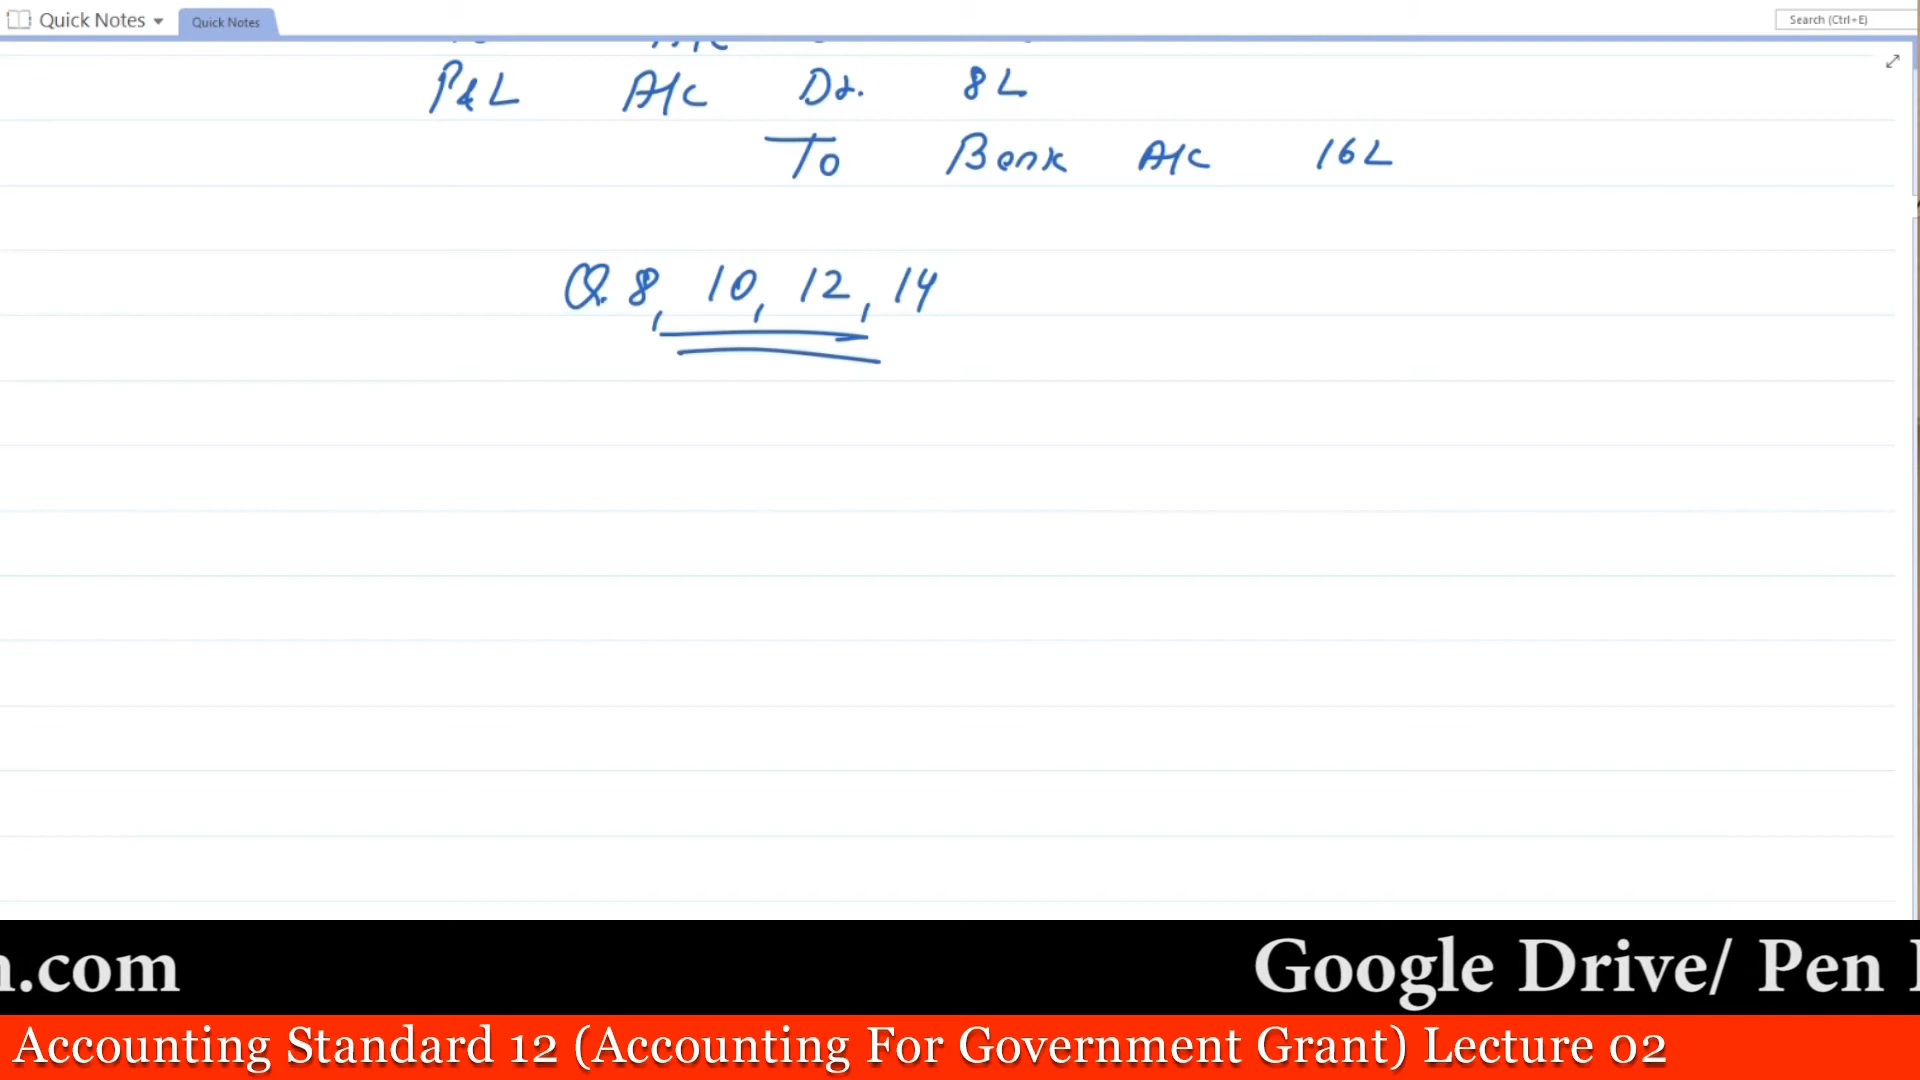 Quick Notes
Quick Notes
Search (Ctrl+E)
P&L A/C Dr. 8L
To Bank A/C 16L
Q. 8, 10, 12, 14
n.com
Google Drive/ Pen
Accounting Standard 12 (Accounting For Government Grant) Lecture 02